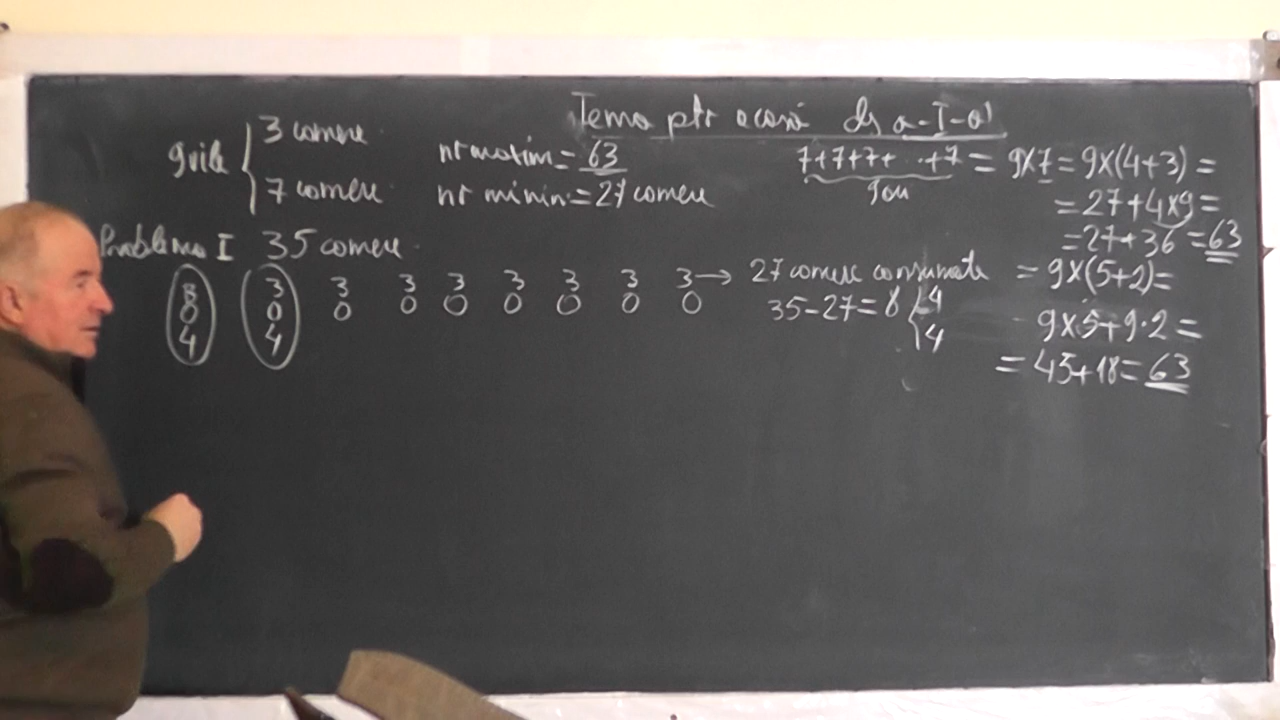 Tema ptr acasă cls a-I-a
grile { 3 camere
7 camere
nr maxim = 63
nr minim = 27 camere
7+7+7+...+7 = 9x7 = 9x(4+3) =
9 ori
= 27+4x9 =
= 27+36 = 63
= 9x(5+2) =
9x5+9·2 =
= 45+18 = 63
Problema I 35 camere
3 3 3 3 3 3 3 3 3 → 27 camere consumate
0 0 0 0 0 0 0 0 0 35-27=8 { 4
4 4 4